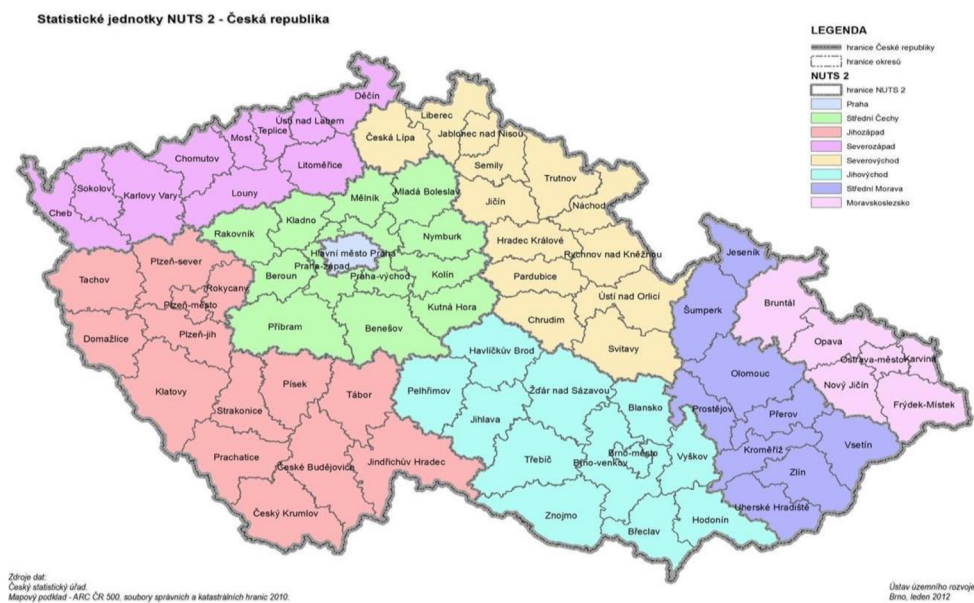 Statistické jednotky NUTS 2 - Česká republika
LEGENDA
hranice České republiky
hranice okresů
NUTS 2
hranice NUTS 2
Praha
Střední Čechy
Jihozápad
Severozápad
Severovýchod
Jihovýchod
Střední Morava
Moravskoslezsko
Děčín
Liberec
Ústí nad Labem
Teplice
Jablonec nad Nisou
Česká Lípa
Most
Chomutov
Litoměřice
Semily
Trutnov
Sokolov
Karlovy Vary
Louny
Mělník
Mladá Boleslav
Jičín
Náchod
Cheb
Kladno
Rakovník
Nymburk
Hradec Králové
Rychnov nad Kněžnou
Jeseník
Hlavní město Praha
Plzeň-sever
Praha-západ
Beroun
Praha-východ
Kolín
Pardubice
Tachov
Rokycany
Ústí nad Orlicí
Bruntál
Plzeň-město
Kutná Hora
Chrudim
Šumperk
Příbram
Benešov
Plzeň-jih
Domažlice
Opava
Svitavy
Havlíčkův Brod
Ostrava-město
Karviná
Olomouc
Nový Jičín
Klatovy
Písek
Tábor
Pelhřimov
Žďár nad Sázavou
Frýdek-Místek
Strakonice
Jihlava
Blansko
Prostějov
Přerov
Vsetín
Kroměříž
Prachatice
České Budějovice
Jindřichův Hradec
Třebíč
Brno-město
Brno-venkov
Vyškov
Zlín
Český Krumlov
Znojmo
Břeclav
Hodonín
Uherské Hradiště
Zdroje dat:
Český statistický úřad.
Mapový podklad - ARC ČR 500, soubory správních a katastrálních hranic 2010.
Ústav územního rozvoje
Brno, leden 2012